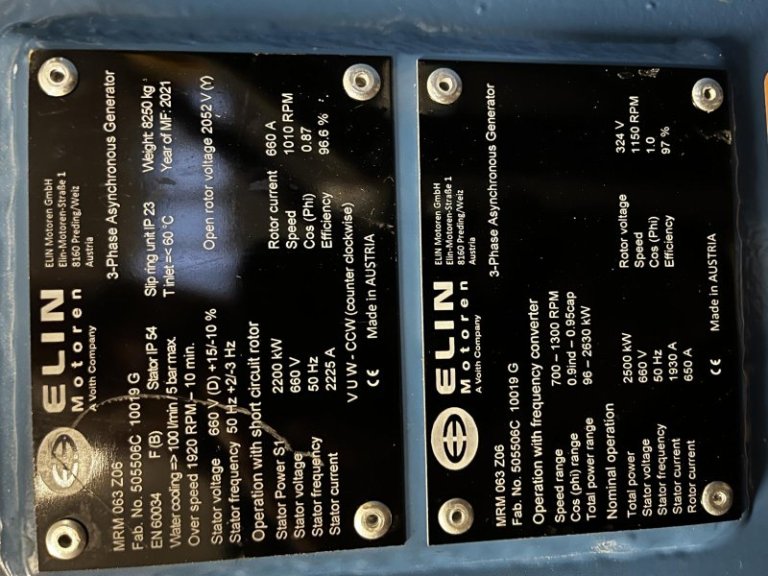 ELIN
Motoren
A Voith Company
ELIN Motoren GmbH
Elin-Motoren-Straße 1
8160 Preding/Weiz
Austria
MRM 063 Z06 3-Phase Asynchronous Generator
Fab. No. 505506C 10019 G
EN 60034 F (B) Stator IP 54 Slip ring unit IP 23 Weight: 8250 kg
Water cooling => 100 l/min / 5 bar max. T inlet =< 60 °C Year of MF: 2021
Over speed 1920 RPM – 10 min.
Stator voltage 660 V (D) +15/-10 % Open rotor voltage 2052 V (Y)
Stator frequency 50 Hz +2/-3 Hz
Operation with short circuit rotor
Stator Power S1 2200 kW Rotor current 660 A
Stator voltage 660 V Speed 1010 RPM
Stator frequency 50 Hz Cos (Phi) 0.87
Stator current 2225 A Efficiency 96.6 %
V U W - CCW (counter clockwise)
CE Made in AUSTRIA
ELIN
Motoren
A Voith Company
ELIN Motoren GmbH
Elin-Motoren-Straße 1
8160 Preding/Weiz
Austria
MRM 063 Z06 3-Phase Asynchronous Generator
Fab. No. 505506C 10019 G
Operation with frequency converter
Speed range 700 – 1300 RPM
Cos (phi) range 0.9ind – 0.95cap
Total power range 96 – 2630 kW
Nominal operation
Total power 2500 kW Rotor voltage 324 V
Stator voltage 660 V Speed 1150 RPM
Stator frequency 50 Hz Cos (Phi) 1.0
Stator current 1930 A Efficiency 97 %
Rotor current 650 A
CE Made in AUSTRIA